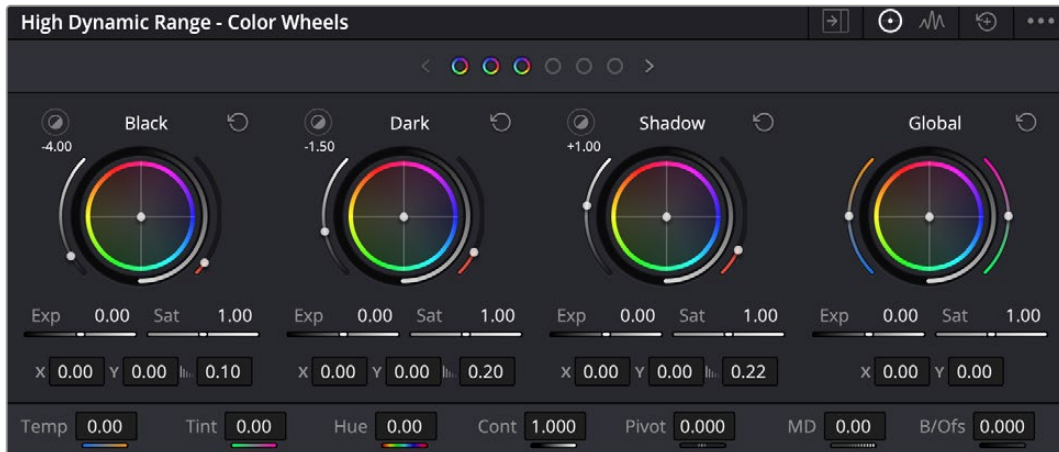 High Dynamic Range - Color Wheels
Black Dark Shadow Global
-4.00 -1.50 +1.00
Exp 0.00 Sat 1.00 Exp 0.00 Sat 1.00 Exp 0.00 Sat 1.00 Exp 0.00 Sat 1.00
X 0.00 Y 0.00 0.10 X 0.00 Y 0.00 0.20 X 0.00 Y 0.00 0.22 X 0.00 Y 0.00
Temp 0.00 Tint 0.00 Hue 0.00 Cont 1.000 Pivot 0.000 MD 0.00 B/Ofs 0.000